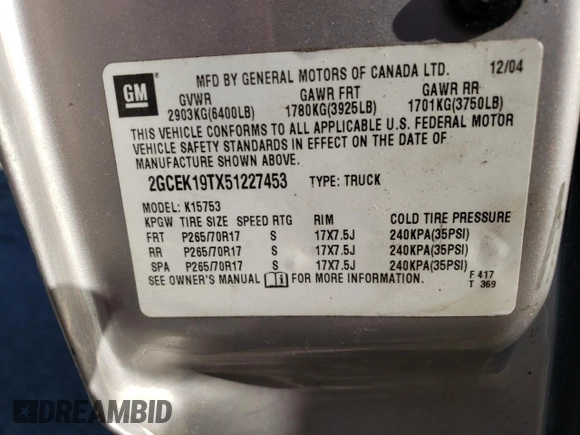 GM
MFD BY GENERAL MOTORS OF CANADA LTD. 12/04
GVWR GAWR FRT GAWR RR
2903KG(6400LB) 1780KG(3925LB) 1701KG(3750LB)
THIS VEHICLE CONFORMS TO ALL APPLICABLE U.S. FEDERAL MOTOR
VEHICLE SAFETY STANDARDS IN EFFECT ON THE DATE OF
MANUFACTURE SHOWN ABOVE.
2GCEK19TX51227453 TYPE: TRUCK
MODEL: K15753
KPGW TIRE SIZE SPEED RTG RIM COLD TIRE PRESSURE
FRT P265/70R17 S 17X7.5J 240KPA(35PSI)
RR P265/70R17 S 17X7.5J 240KPA(35PSI)
SPA P265/70R17 S 17X7.5J 240KPA(35PSI)
SEE OWNER'S MANUAL FOR MORE INFORMATION.
F 417
T 369
DREAMBID